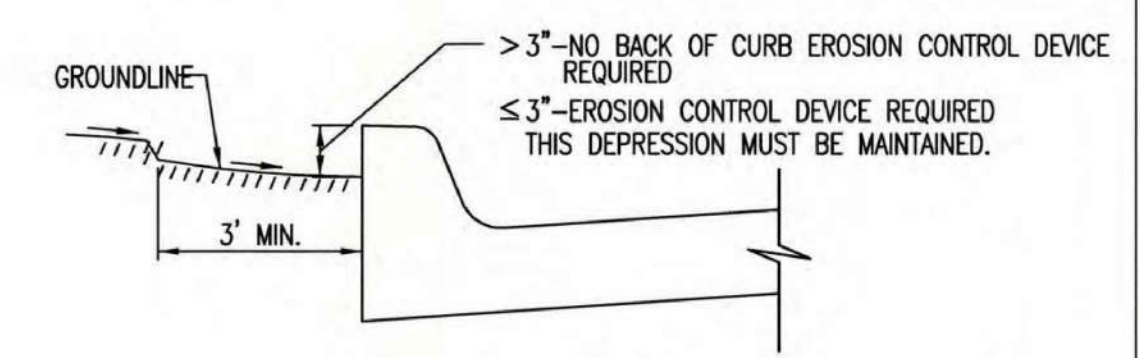 > 3"-NO BACK OF CURB EROSION CONTROL DEVICE
REQUIRED
GROUNDLINE
≤ 3"-EROSION CONTROL DEVICE REQUIRED
THIS DEPRESSION MUST BE MAINTAINED.
3' MIN.